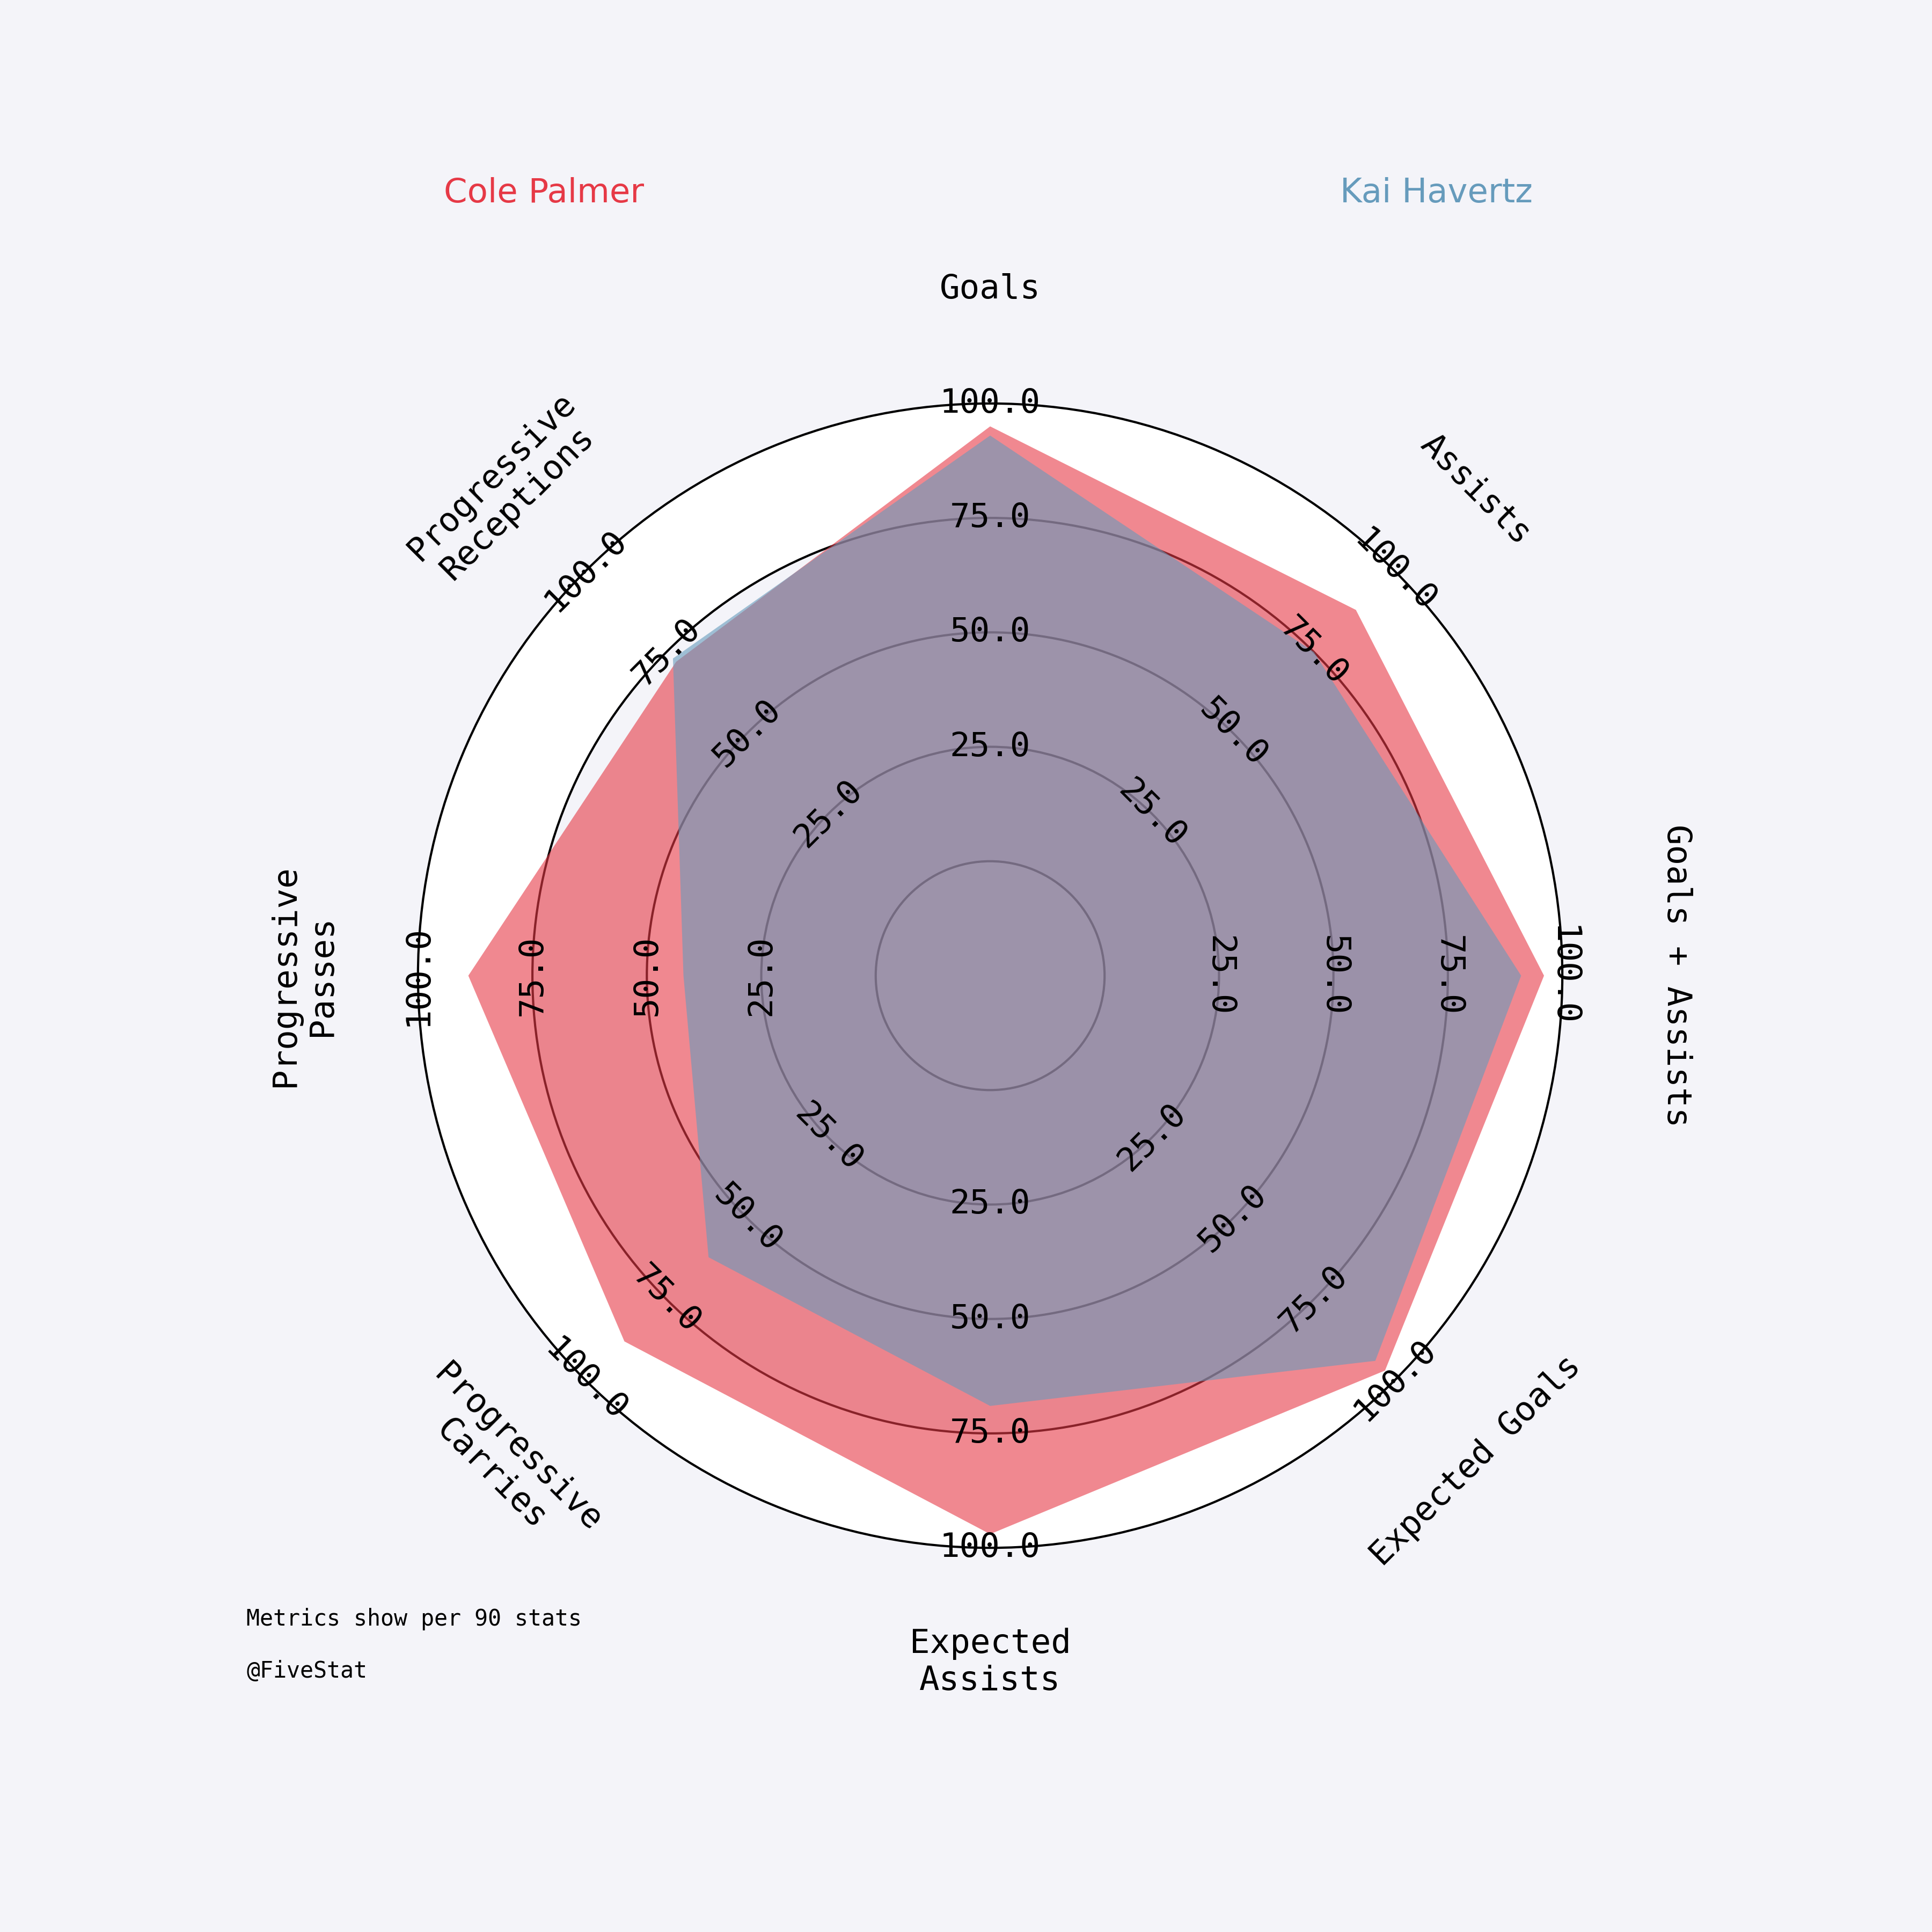 Cole Palmer
Kai Havertz
Goals
Assists
Goals + Assists
Expected Goals
Expected
Assists
Progressive
Carries
Progressive
Passes
Progressive
Receptions
25.0
50.0
75.0
100.0
25.0
50.0
75.0
100.0
25.0
50.0
75.0
100.0
25.0
50.0
75.0
100.0
25.0
50.0
75.0
100.0
25.0
50.0
75.0
100.0
25.0
50.0
75.0
100.0
25.0
50.0
75.0
100.0
Metrics show per 90 stats
@FiveStat